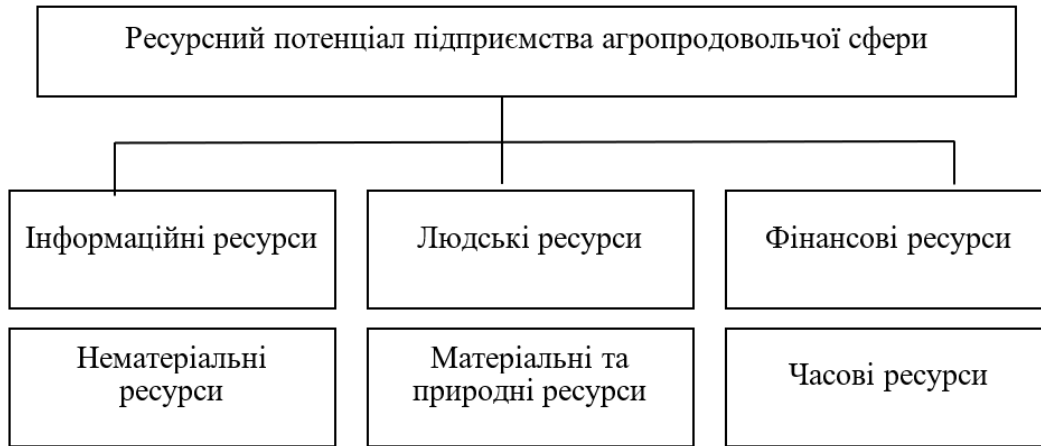 Ресурсний потенціал підприємства агропродовольчої сфери
Інформаційні ресурси
Людські ресурси
Фінансові ресурси
Нематеріальні
ресурси
Матеріальні та
природні ресурси
Часові ресурси